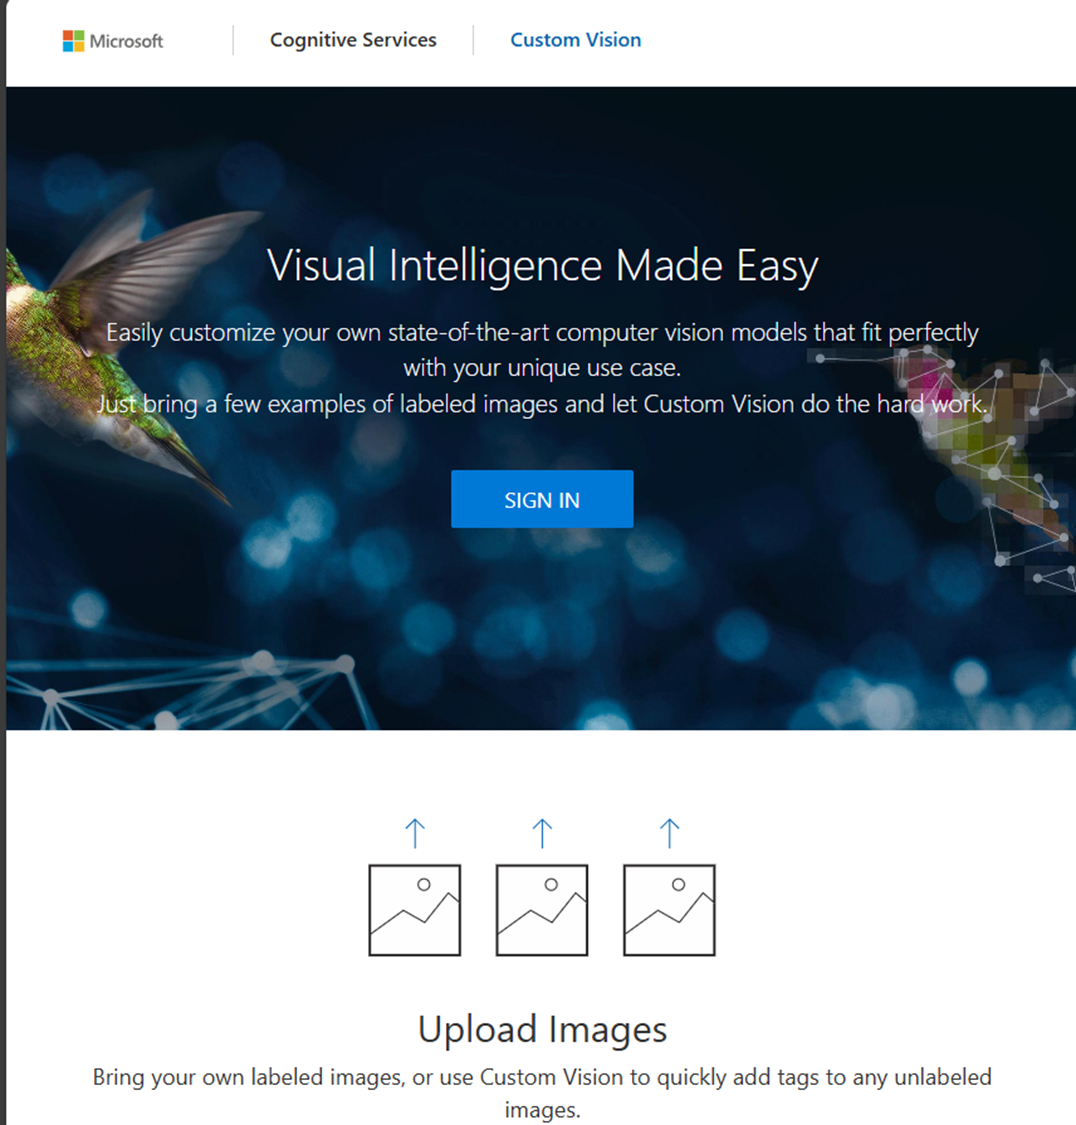 Microsoft
Cognitive Services
Custom Vision
Visual Intelligence Made Easy
Easily customize your own state-of-the-art computer vision models that fit perfectly
with your unique use case.
Just bring a few examples of labeled images and let Custom Vision do the hard work.
SIGN IN
Upload Images
Bring your own labeled images, or use Custom Vision to quickly add tags to any unlabeled
images.